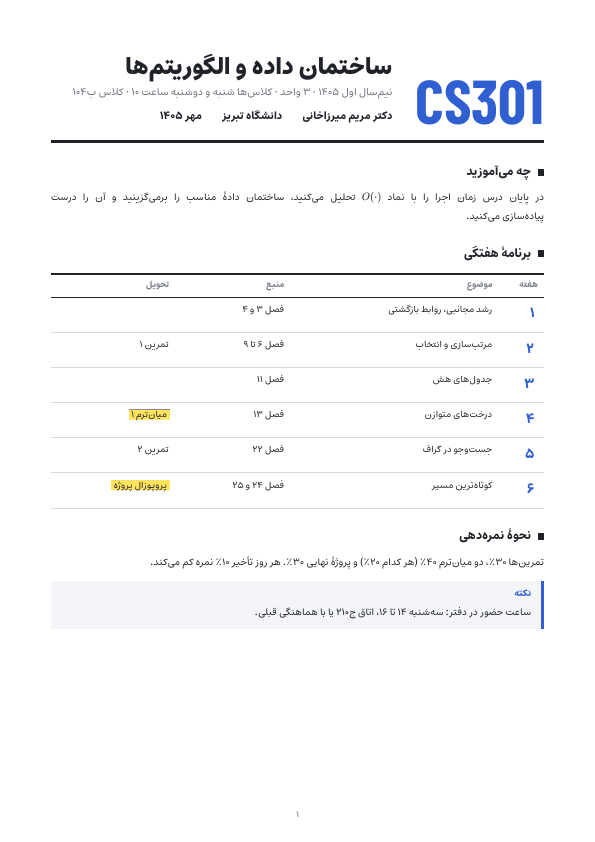 CS301
ساختمان داده و الگوریتم‌ها
نیم‌سال اول ۱۴۰۵ · ۳ واحد · کلاس‌ها شنبه و دوشنبه ساعت ۱۰ · کلاس ب۱۰۴
دکتر مریم میرزاخانی دانشگاه تبریز مهر ۱۴۰۵
چه می‌آموزید
در پایان درس زمان اجرا را با نماد O(·) تحلیل می‌کنید، ساختمان دادهٔ مناسب را برمی‌گزینید و آن را درست
پیاده‌سازی می‌کنید.
برنامهٔ هفتگی
هفته موضوع منبع تحویل
۱ رشد مجانبی، روابط بازگشتی فصل ۳ و ۴
۲ مرتب‌سازی و انتخاب فصل ۶ تا ۹ تمرین ۱
۳ جدول‌های هش فصل ۱۱
۴ درخت‌های متوازن فصل ۱۳ میان‌ترم ۱
۵ جست‌وجو در گراف فصل ۲۲ تمرین ۲
۶ کوتاه‌ترین مسیر فصل ۲۴ و ۲۵ پروپوزال پروژه
نحوهٔ نمره‌دهی
تمرین‌ها ۳۰٪، دو میان‌ترم ۴۰٪ (هر کدام ۲۰٪) و پروژهٔ نهایی ۳۰٪. هر روز تأخیر ۱۰٪ نمره کم می‌کند.
نکته
ساعت حضور در دفتر: سه‌شنبه ۱۴ تا ۱۶، اتاق ج۲۱۰ یا با هماهنگی قبلی.
۱